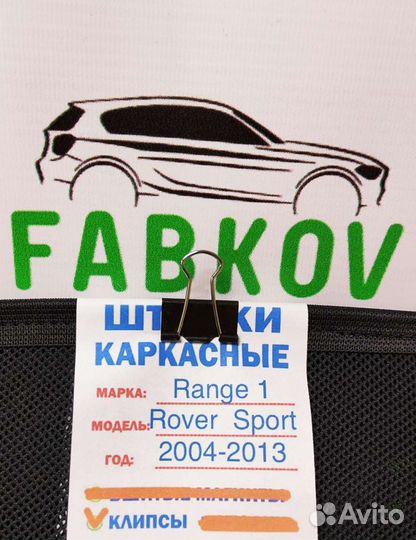 FABKOV
КАРКАСНЫЕ
МАРКА: Range 1
МОДЕЛЬ: Rover Sport
ГОД: 2004-2013
КЛИПСЫ
Avito